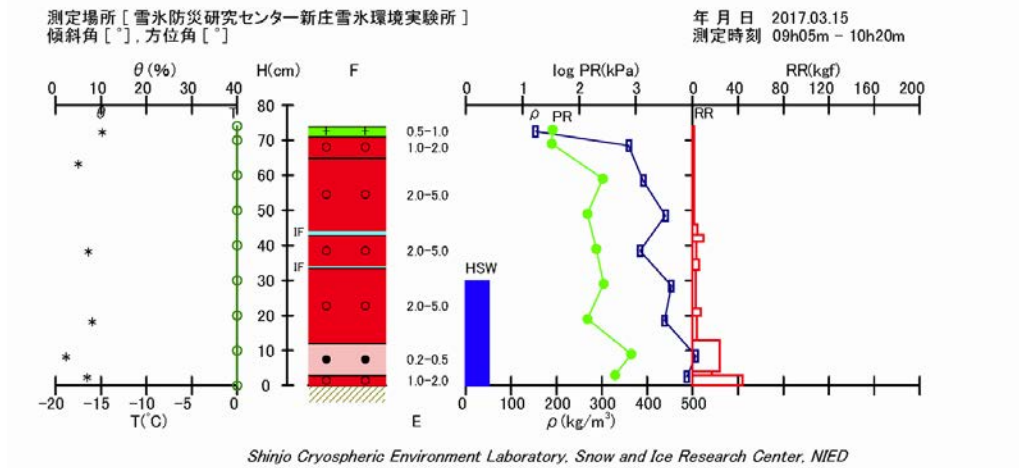 測定場所 [ 雪氷防災研究センター新庄雪氷環境実験所 ]
年 月 日 2017.03.15
傾斜角 [ ° ] , 方位角 [ ° ]
測定時刻 09h05m - 10h20m
θ (%) H(cm) F log PR(kPa) RR(kgf)
0 10 20 30 40 0 1 2 3 4 0 40 80 120 160 200
80
θ T ρ PR RR
0.5-1.0
70
1.0-2.0
60
2.0-5.0
50
IF
40
2.0-5.0
IF
HSW
30
2.0-5.0
20
10
0.2-0.5
1.0-2.0
0
-20 -15 -10 -5 0 0 100 200 300 400 500
T(°C) E ρ (kg/m³)
Shinjo Cryospheric Environment Laboratory, Snow and Ice Research Center, NIED